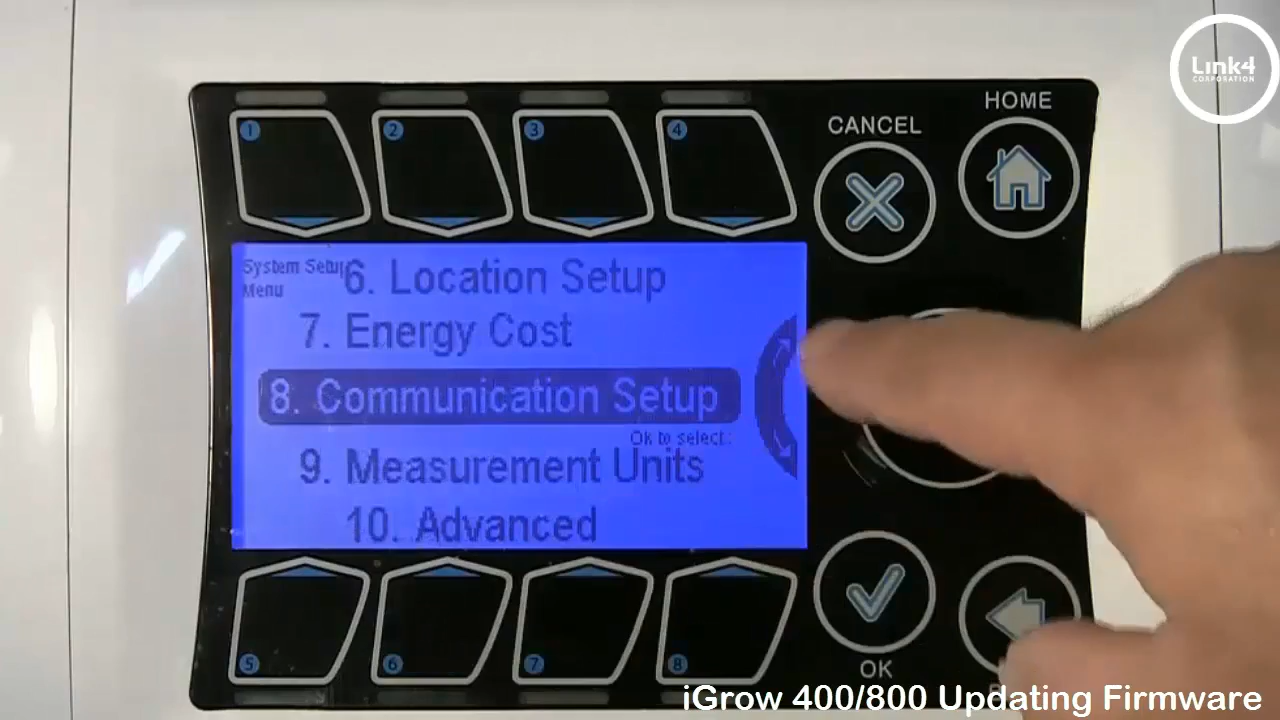 Link4
CORPORATION
HOME
CANCEL
1
2
3
4
System Setup
Menu
6. Location Setup
7. Energy Cost
8. Communication Setup
Ok to select.
9. Measurement Units
10. Advanced
5
6
7
8
OK
iGrow 400/800 Updating Firmware